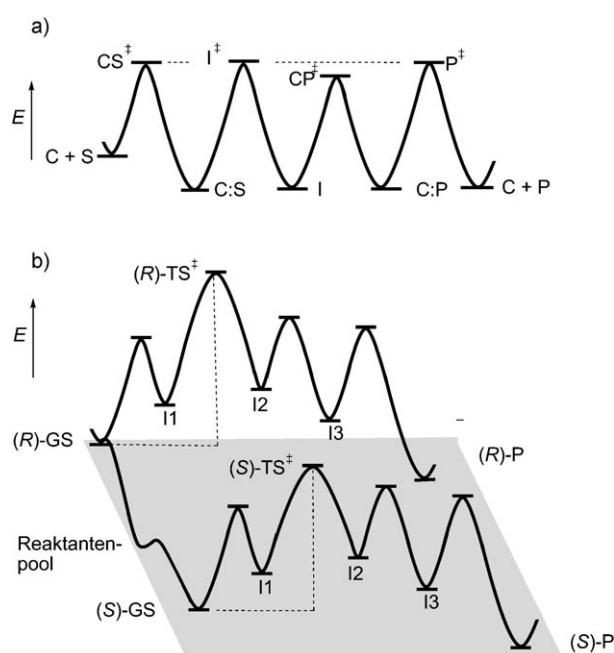 a)
CS‡
I‡
CP‡
P‡
E
C + S
C:S
I
C:P
C + P
b)
(R)-TS‡
E
I1
I2
I3
(R)-GS
(R)-P
(S)-TS‡
Reaktanten-
pool
I1
I2
I3
(S)-GS
(S)-P